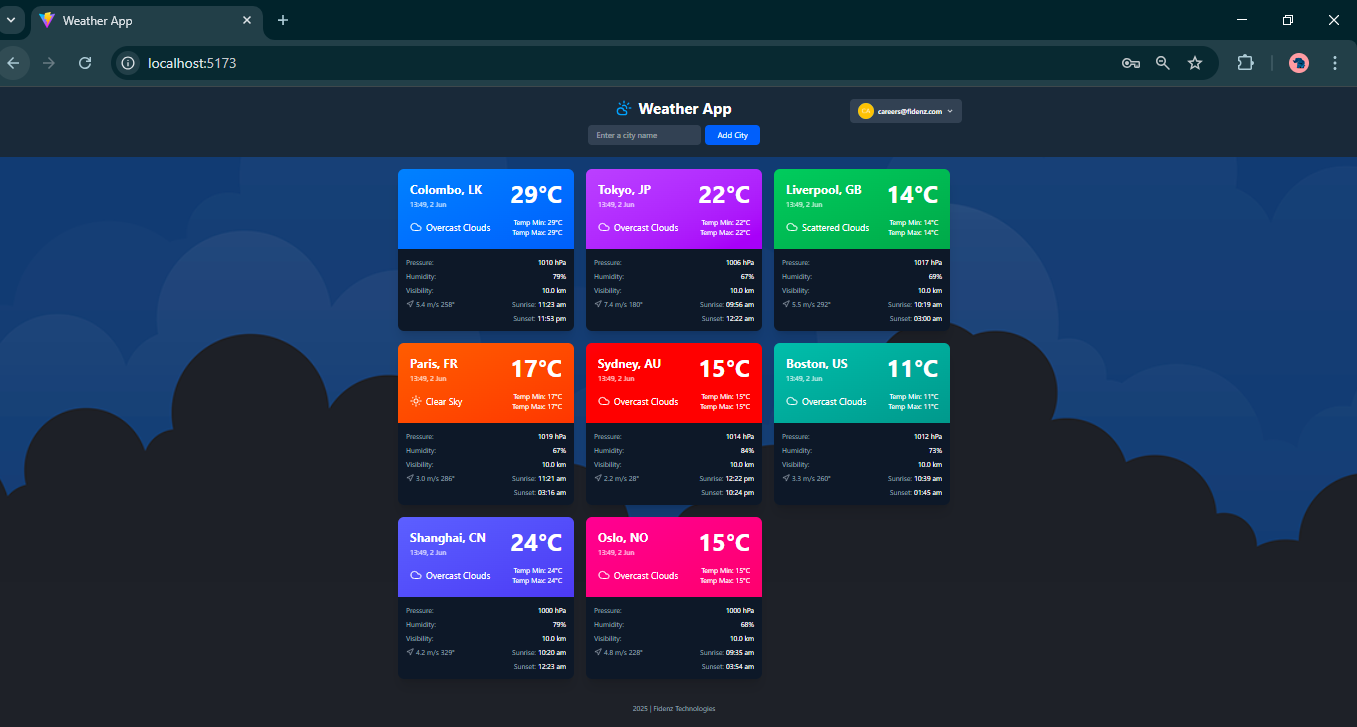 Weather App
localhost:5173
Weather App
careers@fidenz.com
Enter a city name
Add City
Colombo, LK
29°C
13:49, 2 Jun
Overcast Clouds
Temp Min: 29°C
Temp Max: 29°C
Pressure: 1010 hPa
Humidity: 79%
Visibility: 10.0 km
5.4 m/s 258°
Sunrise: 11:23 am
Sunset: 11:53 pm
Tokyo, JP
22°C
13:49, 2 Jun
Overcast Clouds
Temp Min: 22°C
Temp Max: 22°C
Pressure: 1006 hPa
Humidity: 67%
Visibility: 10.0 km
7.4 m/s 180°
Sunrise: 09:56 am
Sunset: 12:22 am
Liverpool, GB
14°C
13:49, 2 Jun
Scattered Clouds
Temp Min: 14°C
Temp Max: 14°C
Pressure: 1017 hPa
Humidity: 69%
Visibility: 10.0 km
5.5 m/s 292°
Sunrise: 10:19 am
Sunset: 03:00 am
Paris, FR
17°C
13:49, 2 Jun
Clear Sky
Temp Min: 17°C
Temp Max: 17°C
Pressure: 1019 hPa
Humidity: 67%
Visibility: 10.0 km
3.0 m/s 286°
Sunrise: 11:21 am
Sunset: 03:16 am
Sydney, AU
15°C
13:49, 2 Jun
Overcast Clouds
Temp Min: 15°C
Temp Max: 15°C
Pressure: 1014 hPa
Humidity: 84%
Visibility: 10.0 km
2.2 m/s 28°
Sunrise: 12:22 pm
Sunset: 10:24 pm
Boston, US
11°C
13:49, 2 Jun
Overcast Clouds
Temp Min: 11°C
Temp Max: 11°C
Pressure: 1012 hPa
Humidity: 73%
Visibility: 10.0 km
3.3 m/s 260°
Sunrise: 10:39 am
Sunset: 01:45 am
Shanghai, CN
24°C
13:49, 2 Jun
Overcast Clouds
Temp Min: 24°C
Temp Max: 24°C
Pressure: 1000 hPa
Humidity: 79%
Visibility: 10.0 km
4.2 m/s 329°
Sunrise: 10:20 am
Sunset: 12:23 am
Oslo, NO
15°C
13:49, 2 Jun
Overcast Clouds
Temp Min: 15°C
Temp Max: 15°C
Pressure: 1000 hPa
Humidity: 68%
Visibility: 10.0 km
4.8 m/s 228°
Sunrise: 09:35 am
Sunset: 03:54 am
2025 | Fidenz Technologies